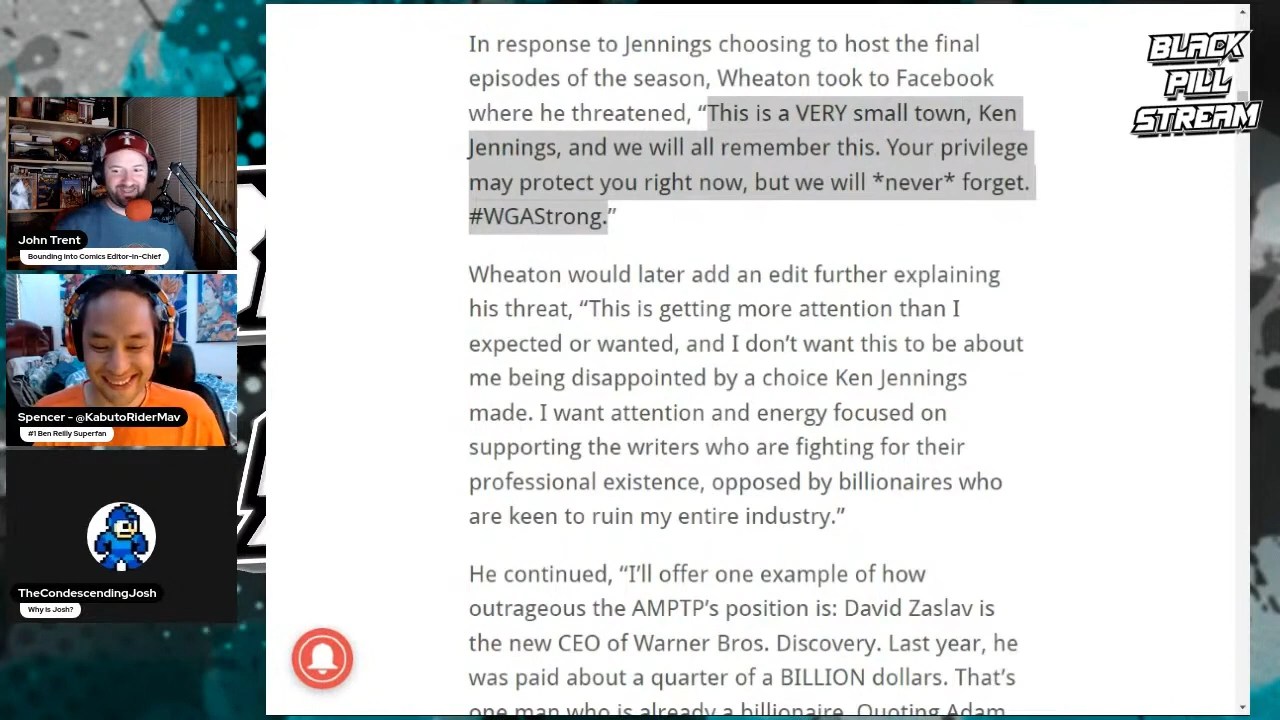 In response to Jennings choosing to host the final
episodes of the season, Wheaton took to Facebook
where he threatened, “This is a VERY small town, Ken
Jennings, and we will all remember this. Your privilege
may protect you right now, but we will *never* forget.
#WGAStrong.”
Wheaton would later add an edit further explaining
his threat, “This is getting more attention than I
expected or wanted, and I don’t want this to be about
me being disappointed by a choice Ken Jennings
made. I want attention and energy focused on
supporting the writers who are fighting for their
professional existence, opposed by billionaires who
are keen to ruin my entire industry.”
He continued, “I’ll offer one example of how
outrageous the AMPTP’s position is: David Zaslav is
the new CEO of Warner Bros. Discovery. Last year, he
was paid about a quarter of a BILLION dollars. That’s
one man who is already a billionaire. Quoting Adam
BLACK
PILL
STREAM
John Trent
Bounding Into Comics Editor-in-Chief
Spencer - @KabutoRiderMav
#1 Ben Reilly Superfan
TheCondescendingJosh
Why is Josh?